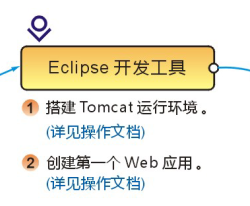 Eclipse 开发工具
1 搭建 Tomcat 运行环境。
(详见操作文档)
2 创建第一个 Web 应用。
(详见操作文档)